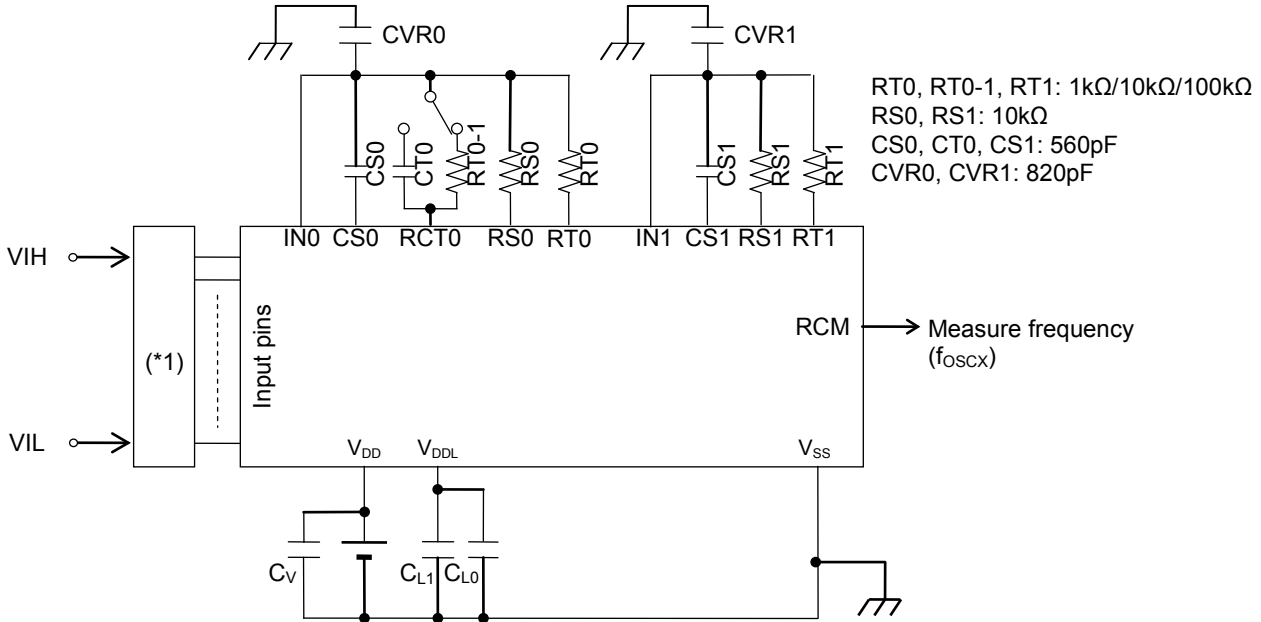 CVR0
CVR1
RT0, RT0-1, RT1: 1kΩ/10kΩ/100kΩ
RS0, RS1: 10kΩ
CS0, CT0, CS1: 560pF
CVR0, CVR1: 820pF
CS0
CT0
RT0-1
RS0
RT0
CS1
RS1
RT1
IN0 CS0 RCT0 RS0 RT0
IN1 CS1 RS1 RT1
VIH
VIL
(*1)
Input pins
RCM
Measure frequency
(fOSCX)
VDD
VDDL
VSS
CV
CL1
CL0